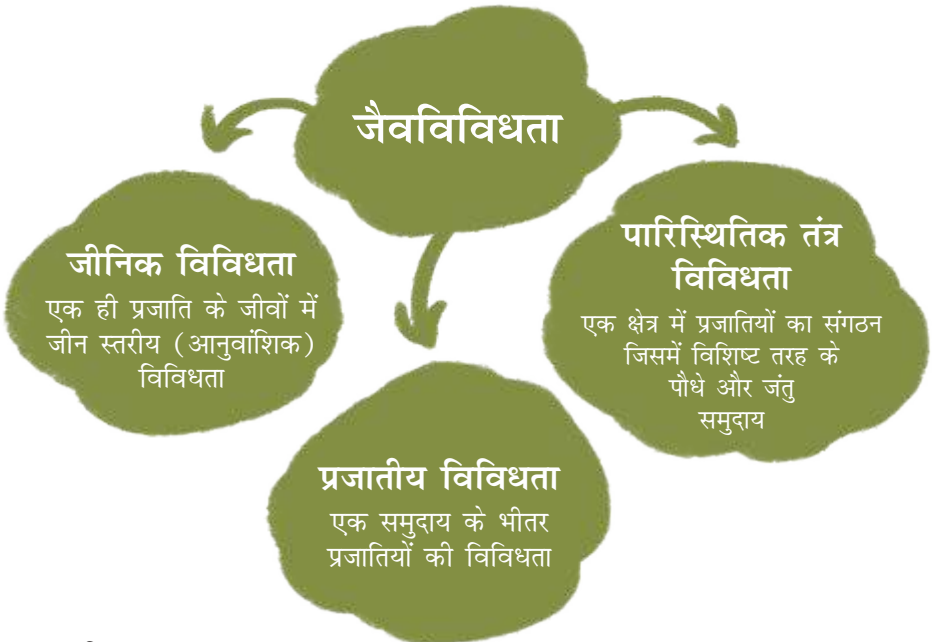 जैवविविधता
जीनिक विविधता
एक ही प्रजाति के जीवों में
जीन स्तरीय (आनुवांशिक)
विविधता
प्रजातीय विविधता
एक समुदाय के भीतर
प्रजातियों की विविधता
पारिस्थितिक तंत्र
विविधता
एक क्षेत्र में प्रजातियों का संगठन
जिसमें विशिष्ट तरह के
पौधे और जंतु
समुदाय